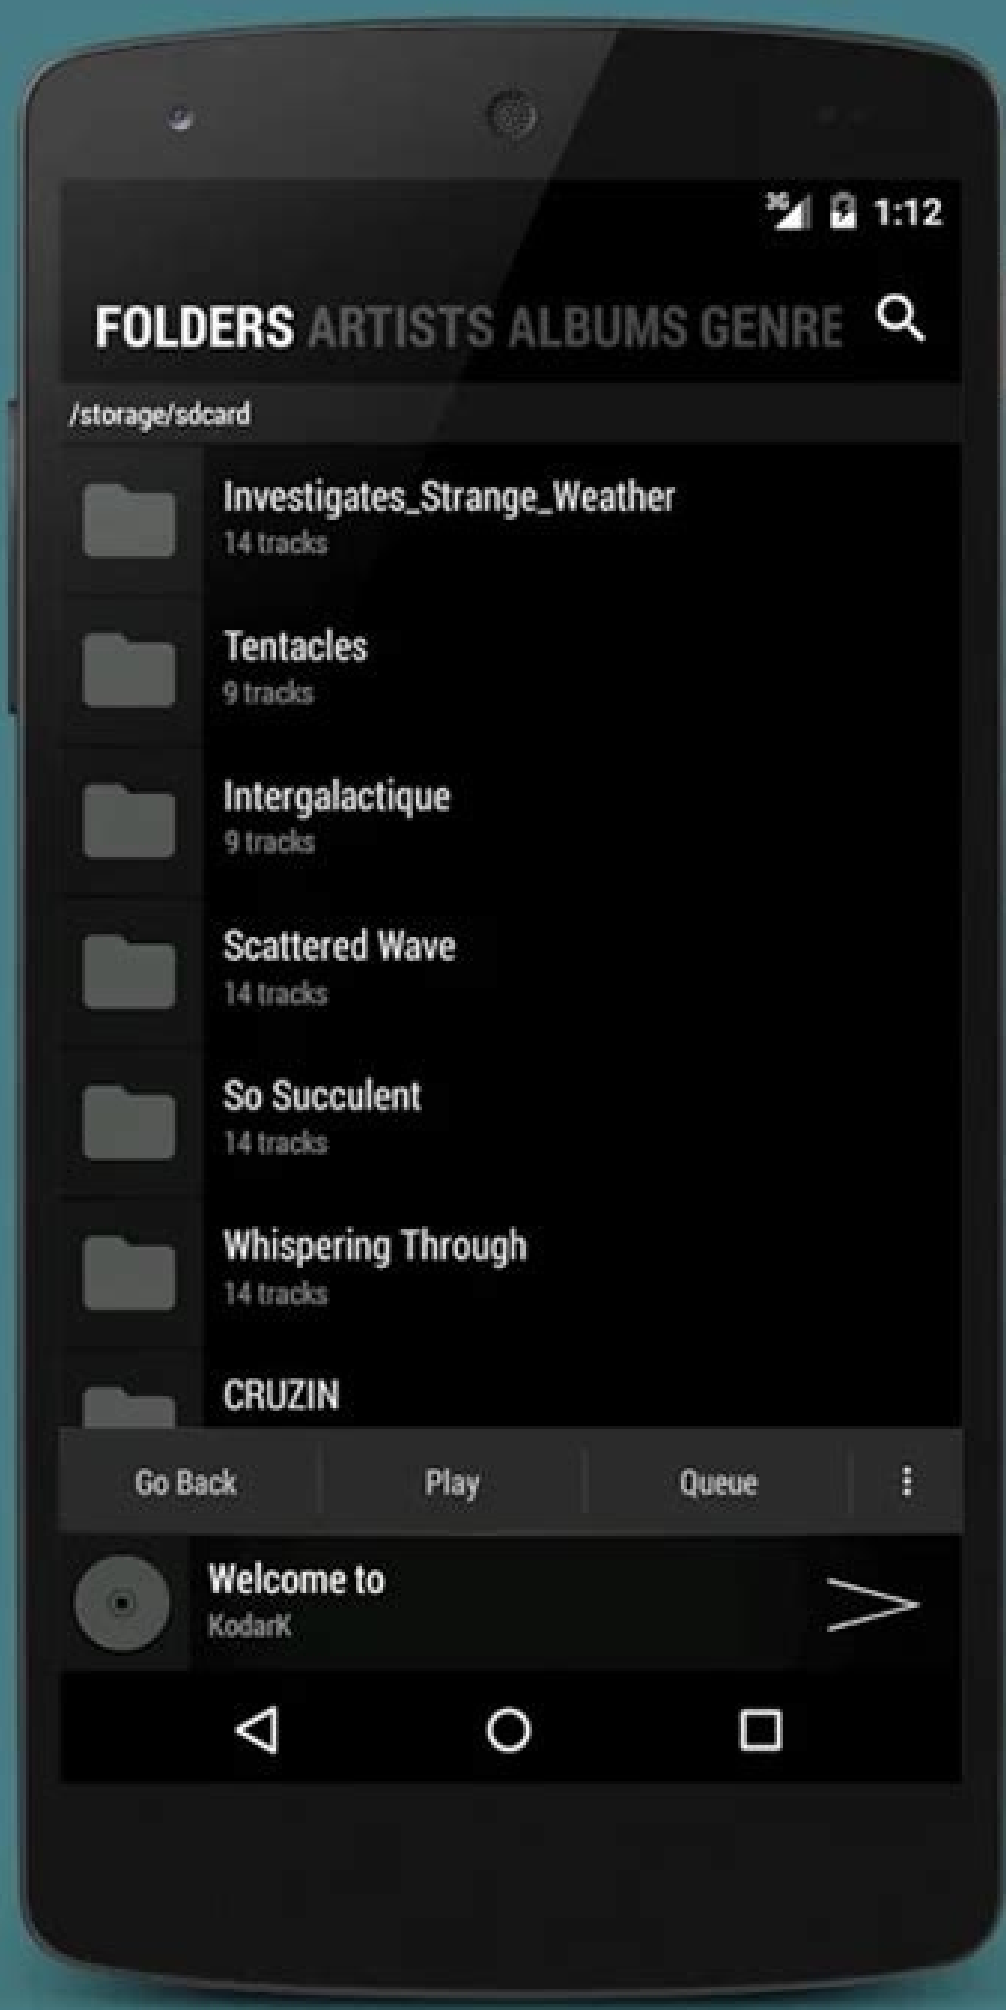 3G 1:12
FOLDERS ARTISTS ALBUMS GENRE
/storage/sdcard
Investigates_Strange_Weather
14 tracks
Tentacles
9 tracks
Intergalactique
9 tracks
Scattered Wave
14 tracks
So Succulent
14 tracks
Whispering Through
14 tracks
CRUZIN
Go Back Play Queue
Welcome to
KodarK